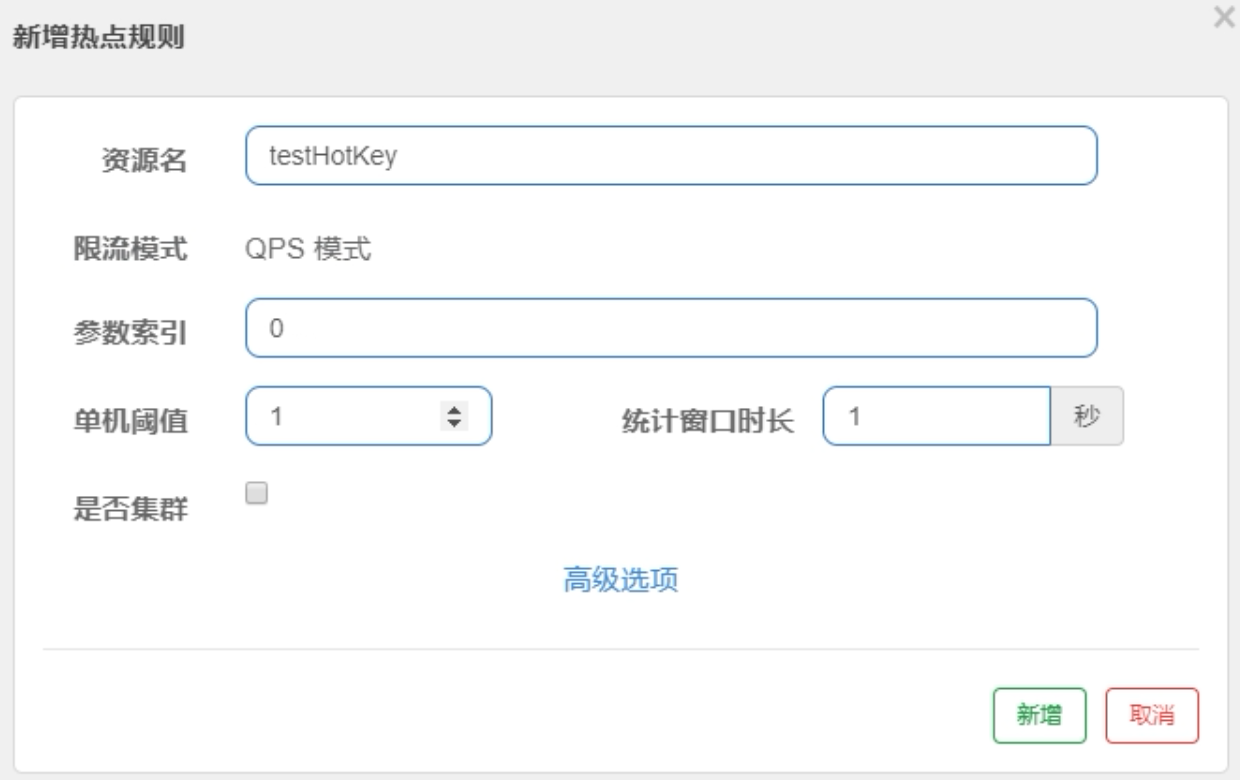 新增热点规则
资源名 testHotKey
限流模式 QPS 模式
参数索引 0
单机阈值 1 统计窗口时长 1 秒
是否集群
高级选项
新增 取消